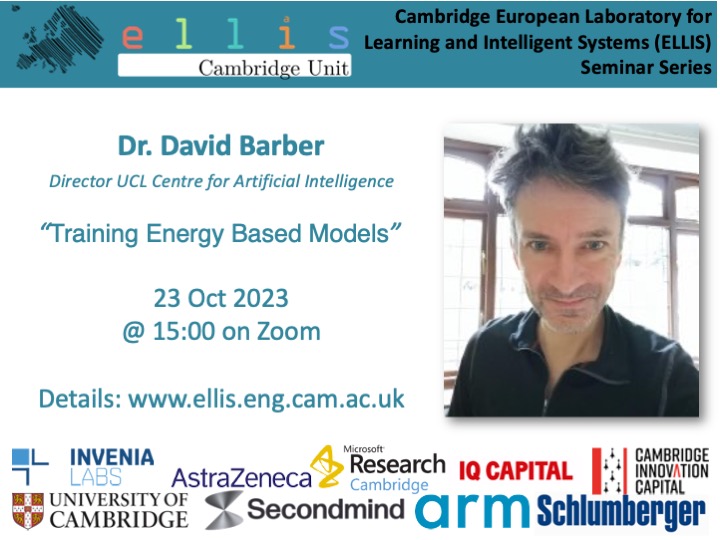 ellis
Cambridge Unit
Cambridge European Laboratory for
Learning and Intelligent Systems (ELLIS)
Seminar Series
Dr. David Barber
Director UCL Centre for Artificial Intelligence
“Training Energy Based Models”
23 Oct 2023
@ 15:00 on Zoom
Details: www.ellis.eng.cam.ac.uk
INVENIA
LABS
AstraZeneca
Microsoft
Research
Cambridge
IQ CAPITAL
CAMBRIDGE
INNOVATION
CAPITAL
UNIVERSITY OF
CAMBRIDGE
Secondmind
arm
Schlumberger